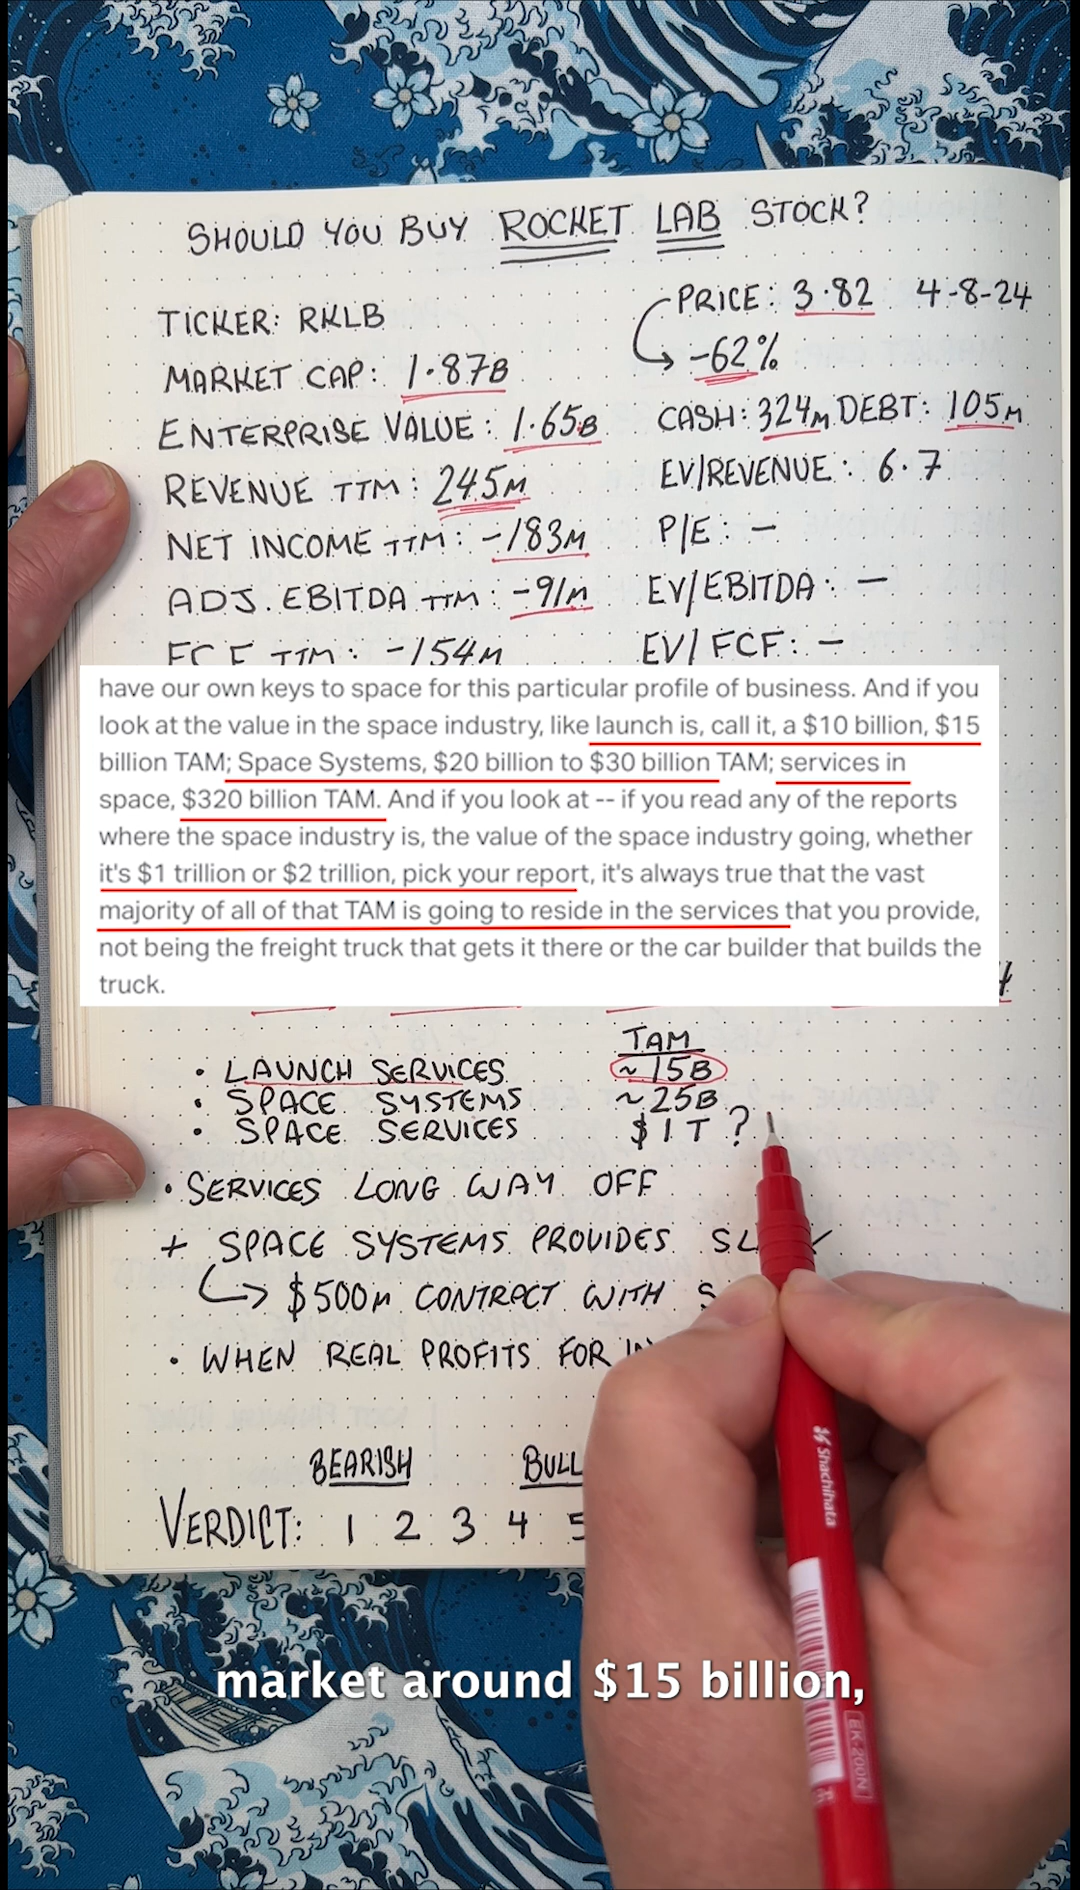 SHOULD YOU BUY ROCKET LAB STOCK?
TICKER: RKLB
PRICE: 3.82 4-8-24
-62%
MARKET CAP: 1.87B
ENTERPRISE VALUE: 1.65B
CASH: 324M DEBT: 105M
REVENUE TTM: 245M
EV/REVENUE: 6.7
NET INCOME TTM: -183M
P/E: -
ADJ. EBITDA TTM: -91M
EV/EBITDA: -
FCF TTM: -154M
EV/FCF: -
have our own keys to space for this particular profile of business. And if you
look at the value in the space industry, like launch is, call it, a $10 billion, $15
billion TAM; Space Systems, $20 billion to $30 billion TAM; services in
space, $320 billion TAM. And if you look at -- if you read any of the reports
where the space industry is, the value of the space industry going, whether
it's $1 trillion or $2 trillion, pick your report, it's always true that the vast
majority of all of that TAM is going to reside in the services that you provide,
not being the freight truck that gets it there or the car builder that builds the
truck.
TAM
• LAUNCH SERVICES ~15B
• SPACE SYSTEMS ~25B
• SPACE SERVICES $1T ?
• SERVICES LONG WAY OFF
+ SPACE SYSTEMS PROVIDES
$500M CONTRACT WITH
• WHEN REAL PROFITS FOR
BEARISH BULL
VERDICT: 1 2 3 4 5
Shachihata
EK-200N
market around $15 billion,